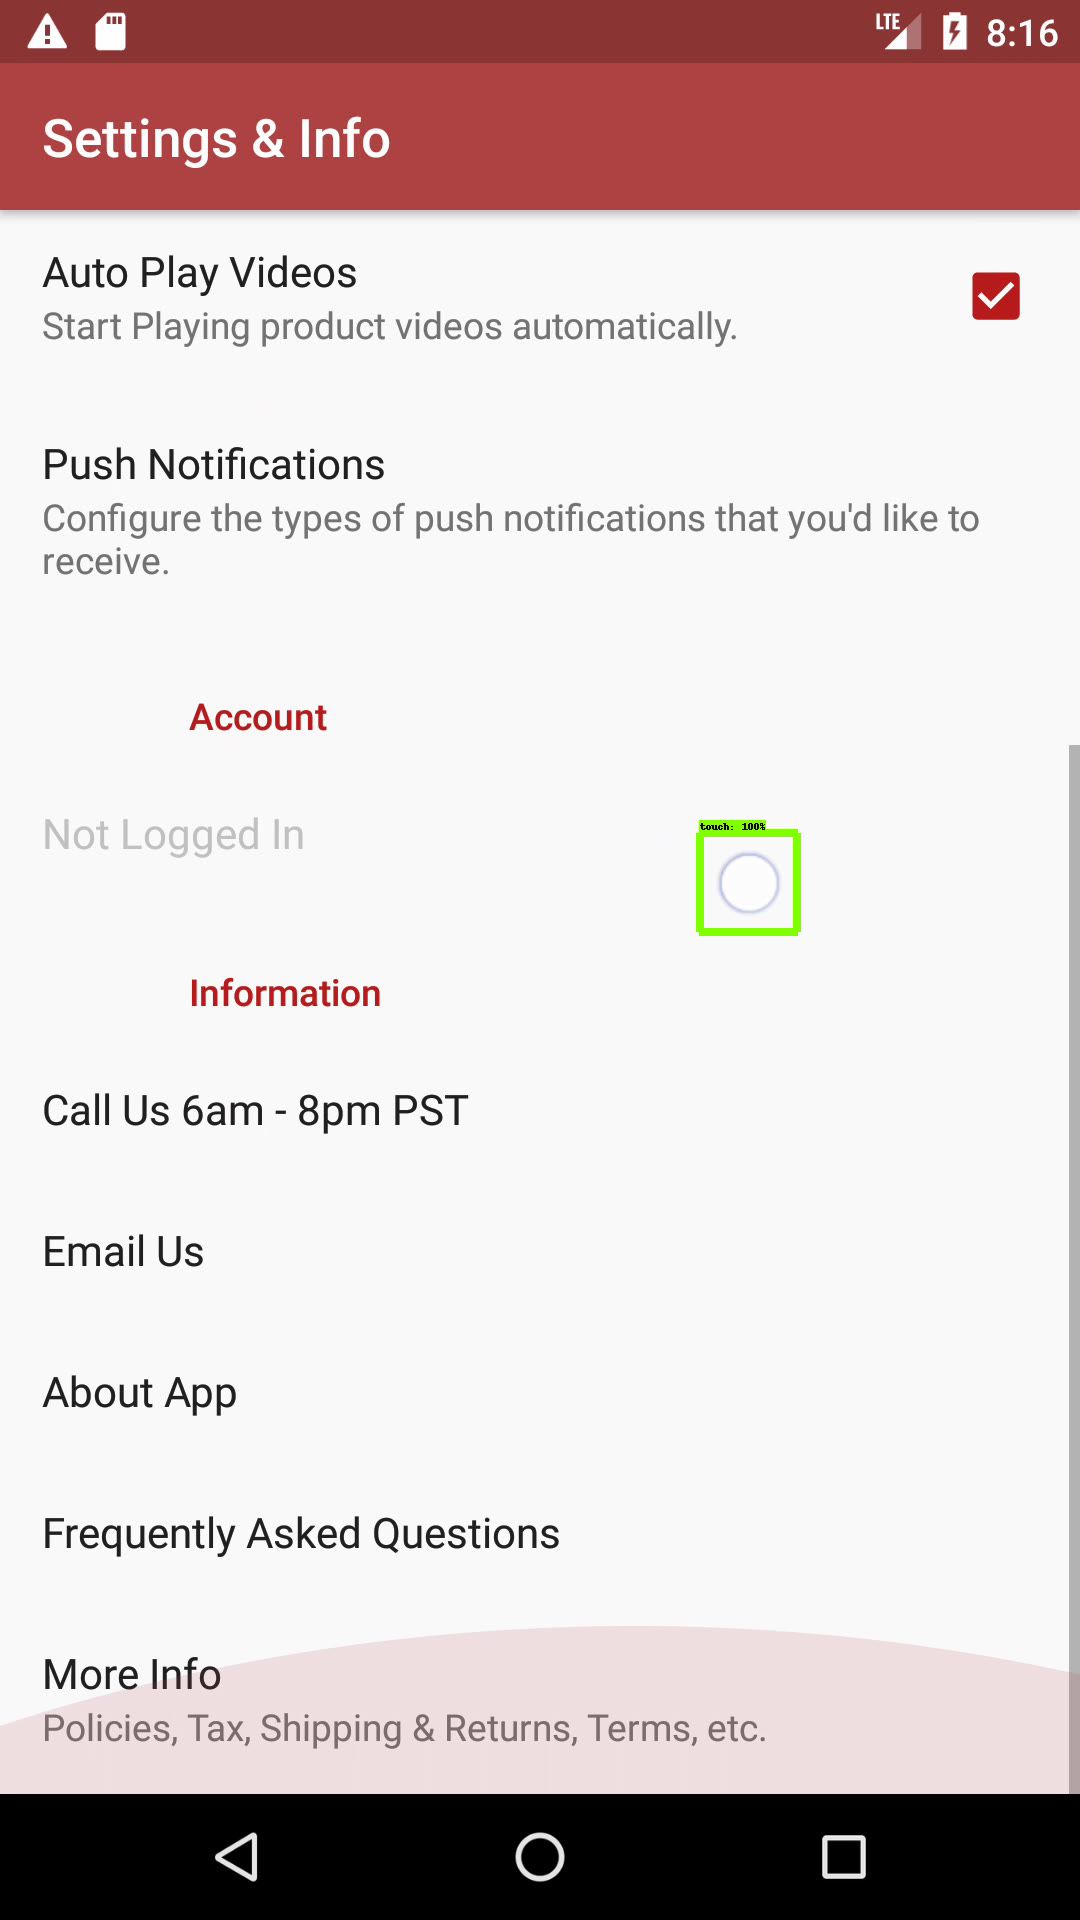 LTE 8:16
Settings & Info
Auto Play Videos
Start Playing product videos automatically.
Push Notifications
Configure the types of push notifications that you'd like to
receive.
Account
Not Logged In
touch: 100%
Information
Call Us 6am - 8pm PST
Email Us
About App
Frequently Asked Questions
More Info
Policies, Tax, Shipping & Returns, Terms, etc.